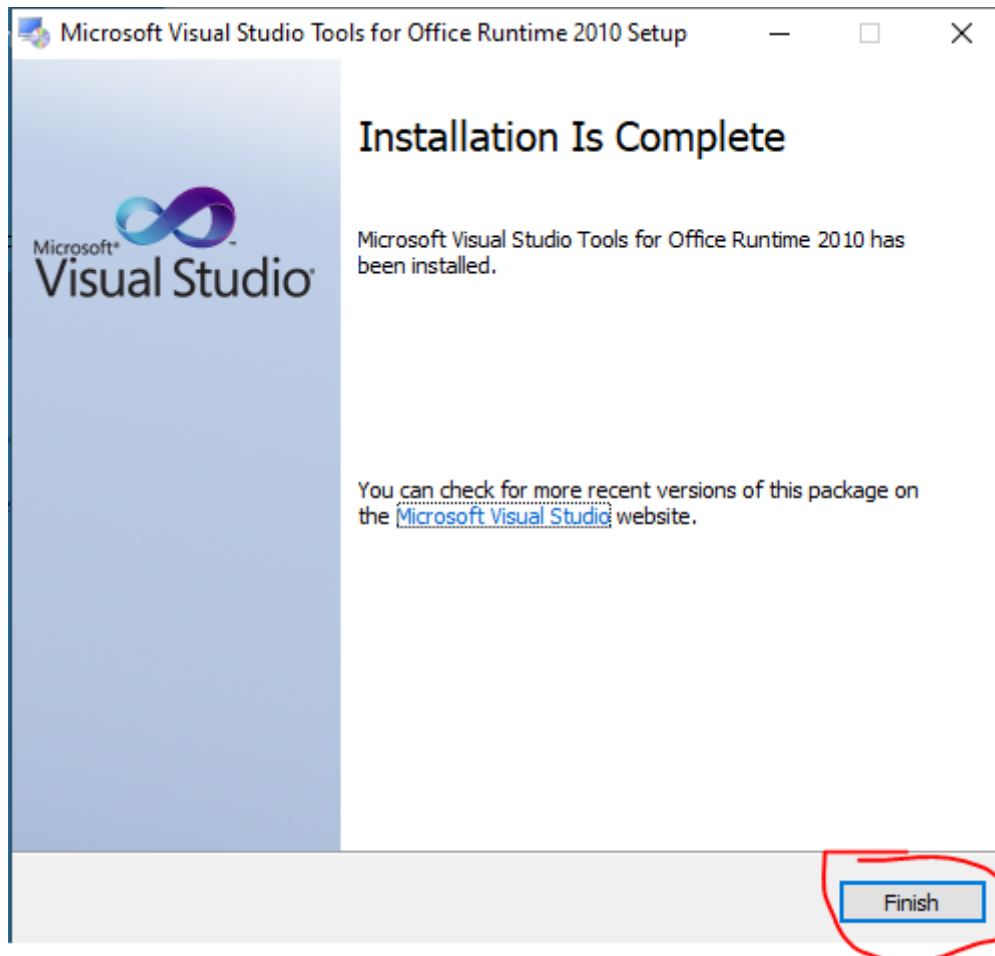 Microsoft Visual Studio Tools for Office Runtime 2010 Setup
Installation Is Complete
Microsoft Visual Studio Tools for Office Runtime 2010 has
been installed.
Microsoft®
Visual Studio®
You can check for more recent versions of this package on
the Microsoft Visual Studio website.
Finish